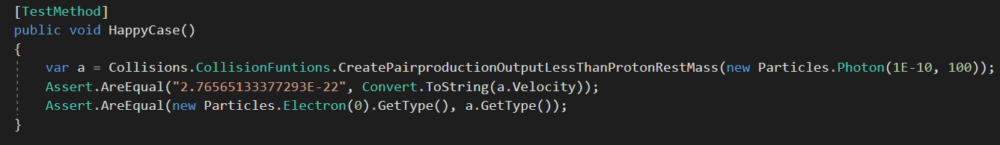 [TestMethod]
public void HappyCase()
{
var a = Collisions.CollisionFuntions.CreatePairproductionOutputLessThanProtonRestMass(new Particles.Photon(1E-10, 100));
Assert.AreEqual("2.76565133377293E-22", Convert.ToString(a.Velocity));
Assert.AreEqual(new Particles.Electron(0).GetType(), a.GetType());
}